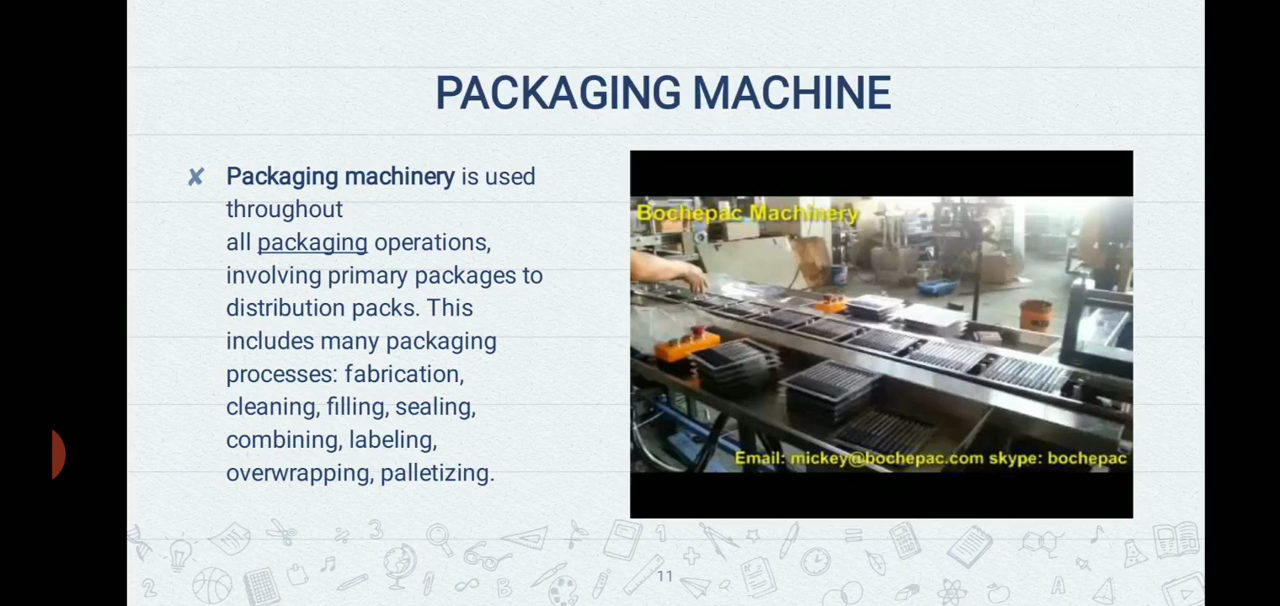 PACKAGING MACHINE
✘ Packaging machinery is used
throughout
all packaging operations,
involving primary packages to
distribution packs. This
includes many packaging
processes: fabrication,
cleaning, filling, sealing,
combining, labeling,
overwrapping, palletizing.
Bochepac Machinery
Email: mickey@bochepac.com skype: bochepac
11